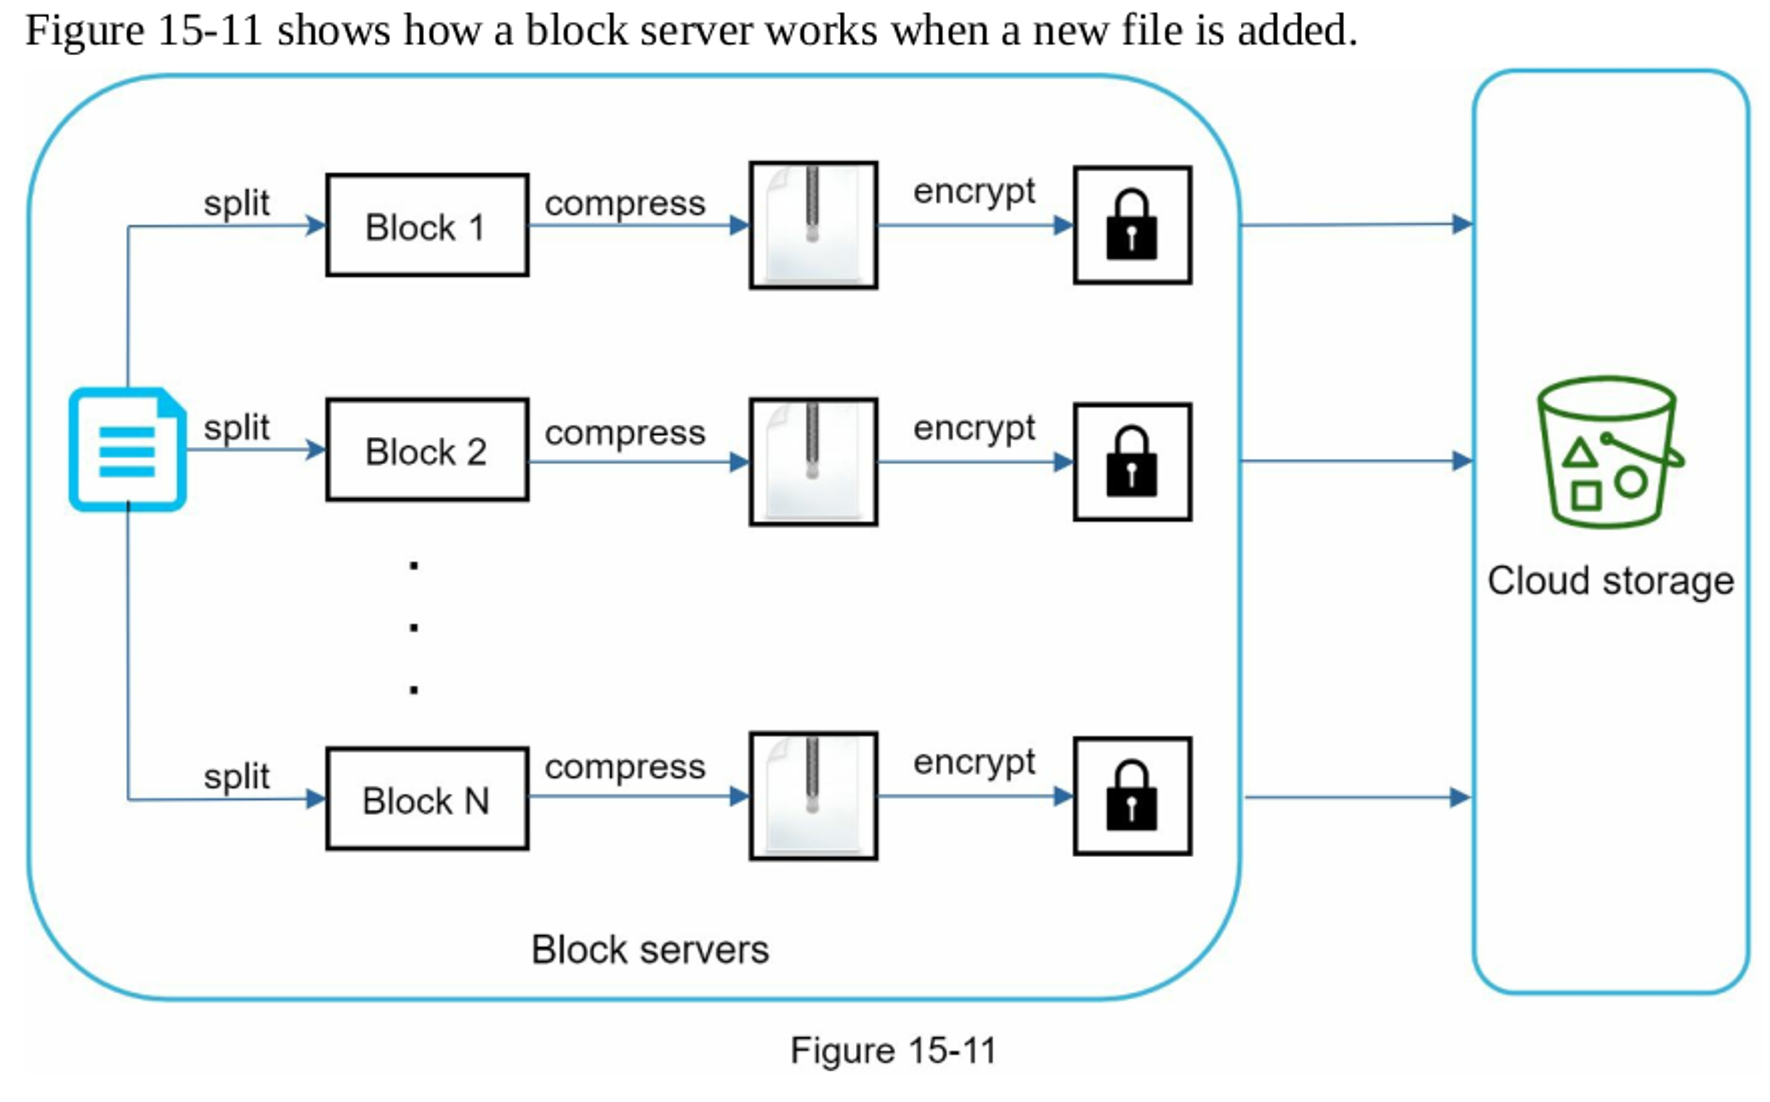 Figure 15-11 shows how a block server works when a new file is added.
split
Block 1
compress
encrypt
split
Block 2
compress
encrypt
Cloud storage
split
Block N
compress
encrypt
Block servers
Figure 15-11